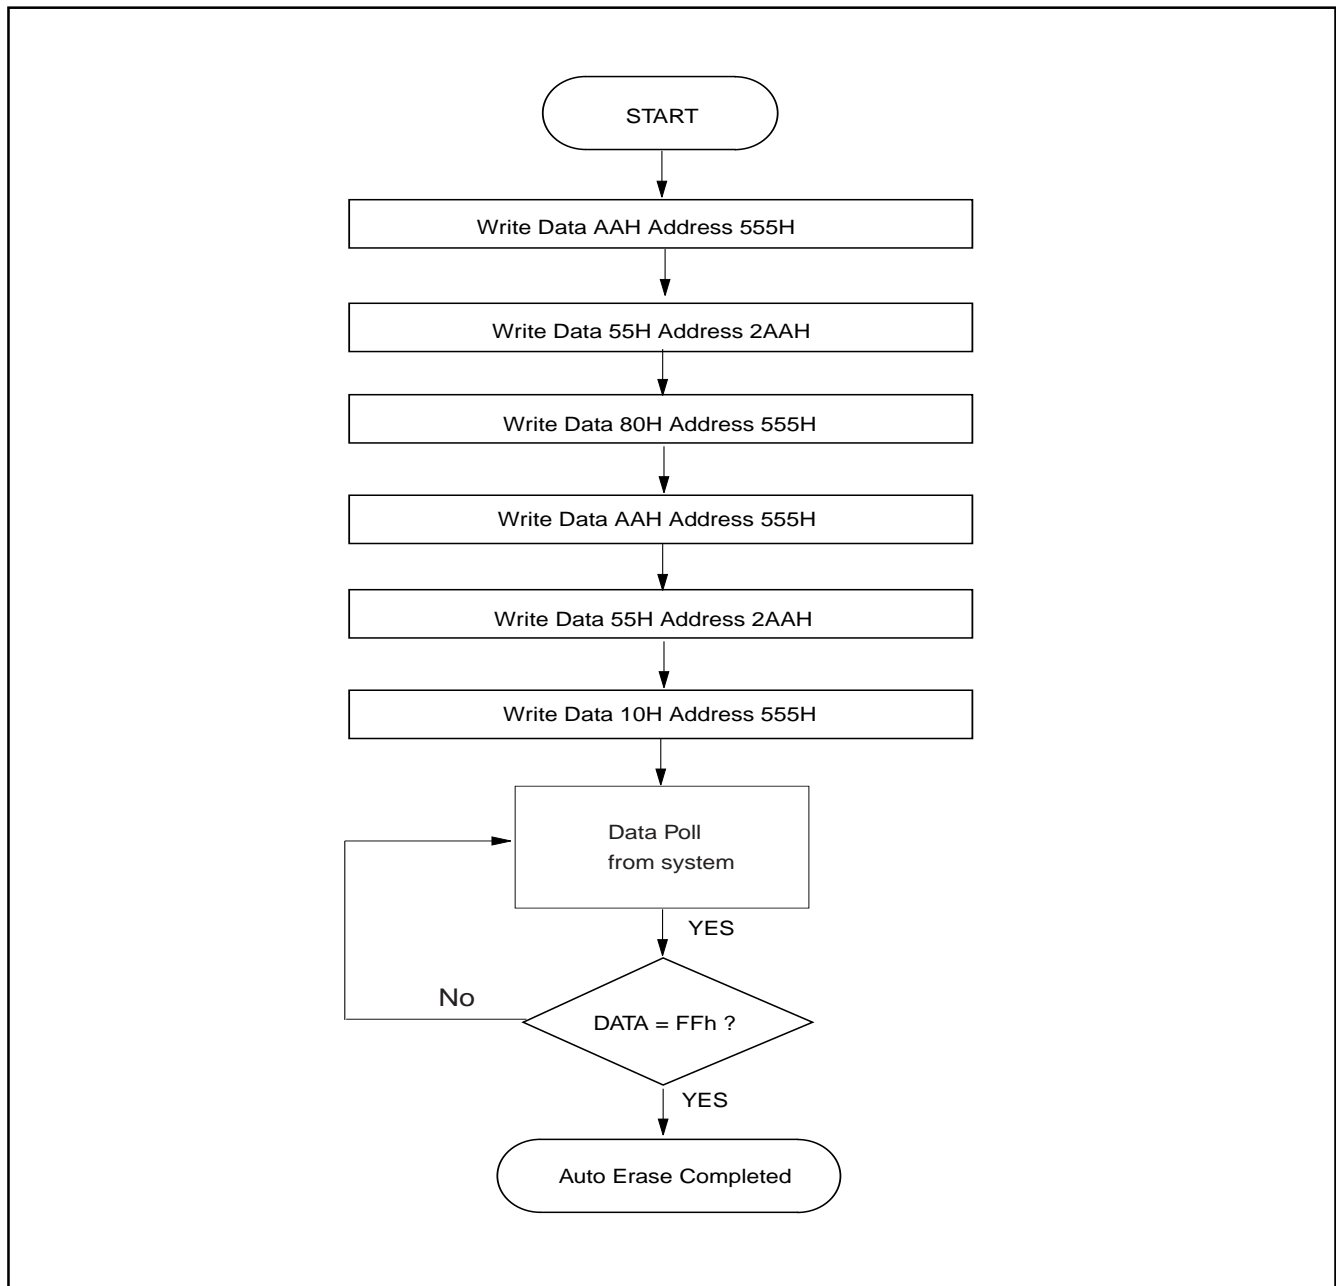 START
Write Data AAH Address 555H
Write Data 55H Address 2AAH
Write Data 80H Address 555H
Write Data AAH Address 555H
Write Data 55H Address 2AAH
Write Data 10H Address 555H
Data Poll
from system
YES
No
DATA = FFh ?
YES
Auto Erase Completed